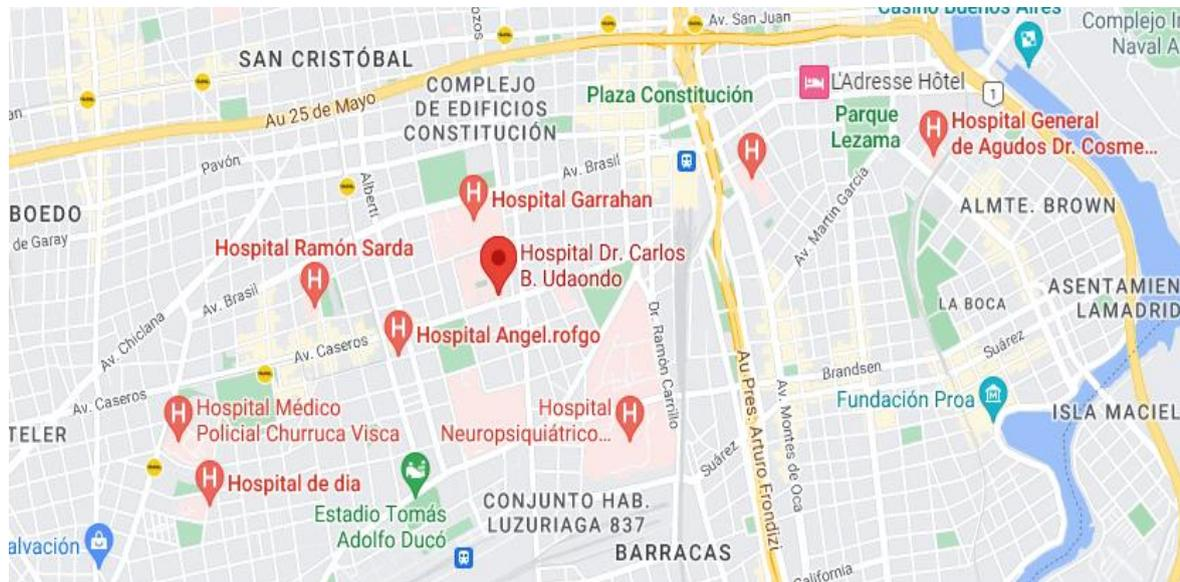 Av. San Juan
Casino Buenos Aires
Complejo
Naval
SAN CRISTÓBAL
COMPLEJO
DE EDIFICIOS
CONSTITUCIÓN
Plaza Constitución
L'Adresse Hôtel
1
Au 25 de Mayo
Parque
Lezama
Hospital General
de Agudos Dr. Cosme...
Pavón
Av. Brasil
Alberti
BOEDO
de Garay
Hospital Garrahan
Av. Martín García
ALMTE. BROWN
Hospital Ramón Sarda
Hospital Dr. Carlos
B. Udaondo
Av. Brasil
ASENTAMIEN
LAMADRID
LA BOCA
Av. Chiclana
Hospital Angel.rofgo
Dr. Ramón Carrillo
Av. Caseros
Suárez
Brandsen
Au Pres. Arturo Frondizi
Av. Montes de Oca
Fundación Proa
Av. Caseros
Hospital Médico
Policial Churruca Visca
Hospital
Neuropsiquiátrico...
ISLA MACIEL
TELER
Suárez
Hospital de dia
CONJUNTO HAB.
LUZURIAGA 837
Estadio Tomás
Adolfo Ducó
alvación
BARRACAS
California